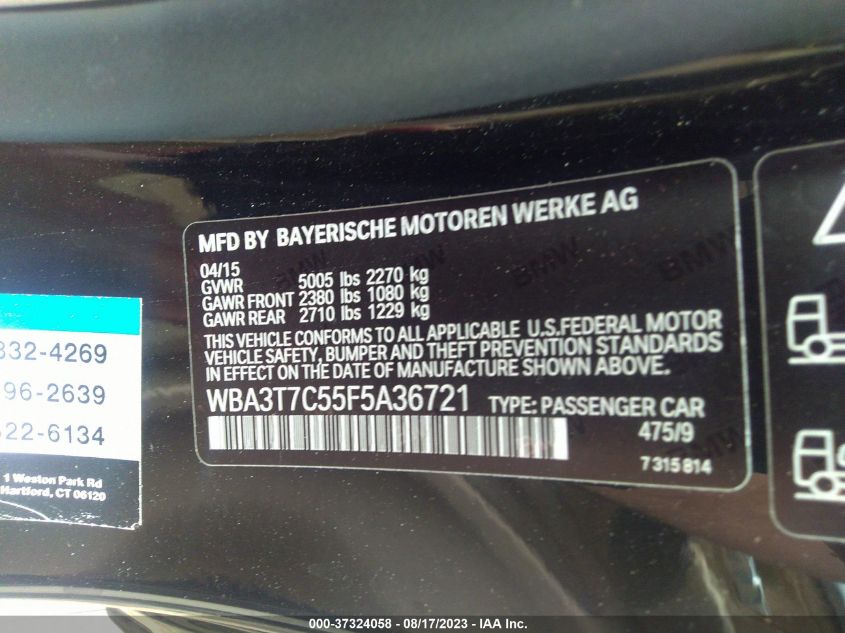 MFD BY BAYERISCHE MOTOREN WERKE AG
04/15
GVWR 5005 lbs 2270 kg
GAWR FRONT 2380 lbs 1080 kg
GAWR REAR 2710 lbs 1229 kg
THIS VEHICLE CONFORMS TO ALL APPLICABLE U.S.FEDERAL MOTOR
VEHICLE SAFETY, BUMPER AND THEFT PREVENTION STANDARDS
IN EFFECT ON THE DATE OF MANUFACTURE SHOWN ABOVE.
WBA3T7C55F5A36721 TYPE: PASSENGER CAR
475/9
7 315 814
332-4269
96-2639
22-6134
1 Weston Park Rd
Hartford, CT 06120
000-37324058 - 08/17/2023 - IAA Inc.